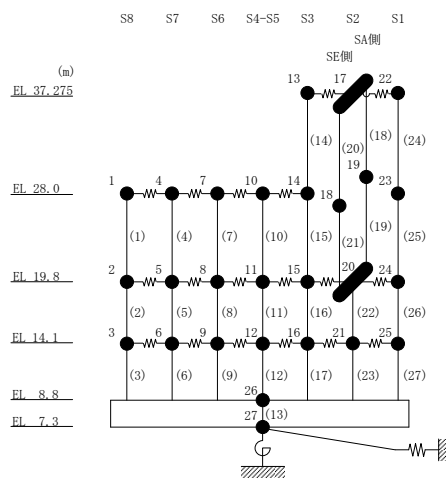 S8 S7 S6 S4-S5 S3 S2 S1
SA側
SE側
(m)
13 17 22
EL 37.275
(14) (20) (18) (24)
19
1 4 7 10 14 18 23
EL 28.0
(1) (4) (7) (10) (15) (21) (19) (25)
2 5 8 11 15 20 24
EL 19.8
(2) (5) (8) (11) (16) (22) (26)
3 6 9 12 16 21 25
EL 14.1
(3) (6) (9) (12) (17) (23) (27)
26
EL 8.8
(13)
27
EL 7.3